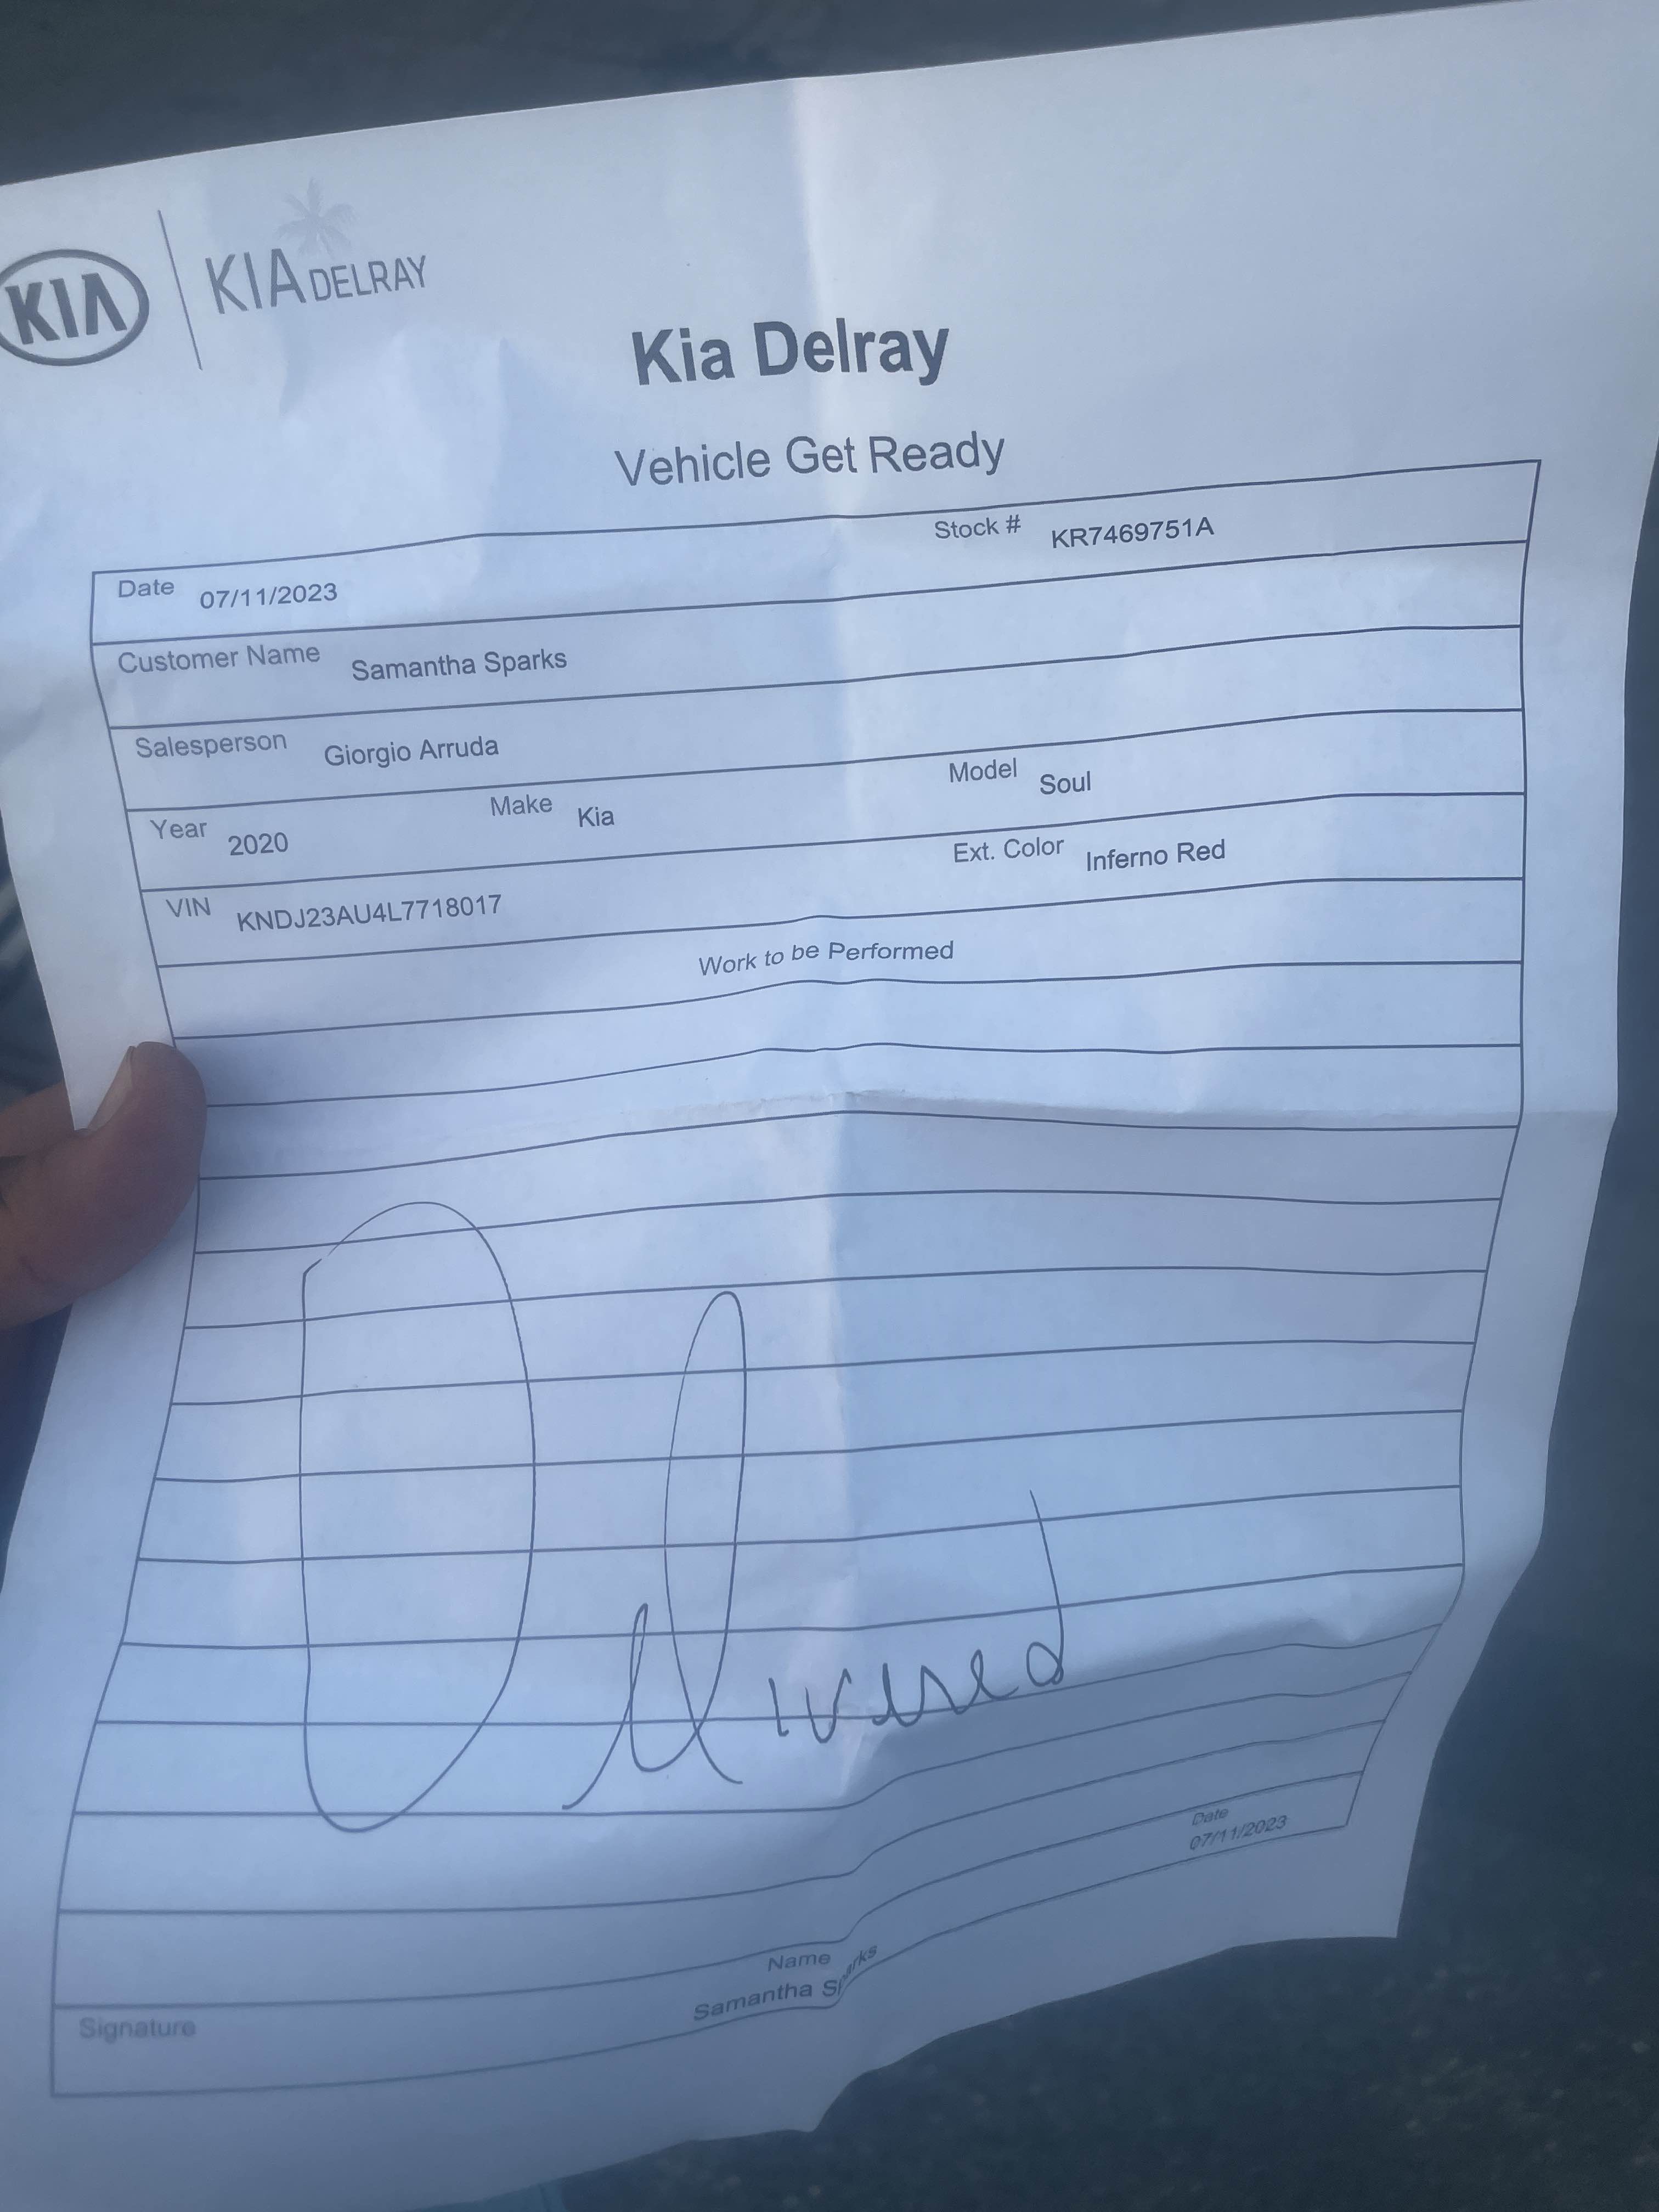 KIA KIA DELRAY
Kia Delray
Vehicle Get Ready
Date 07/11/2023 Stock # KR7469751A
Customer Name Samantha Sparks
Salesperson Giorgio Arruda
Year 2020 Make Kia Model Soul
VIN KNDJ23AU4L7718017 Ext. Color Inferno Red
Work to be Performed
Signature Name Samantha Sparks Date 07/11/2023